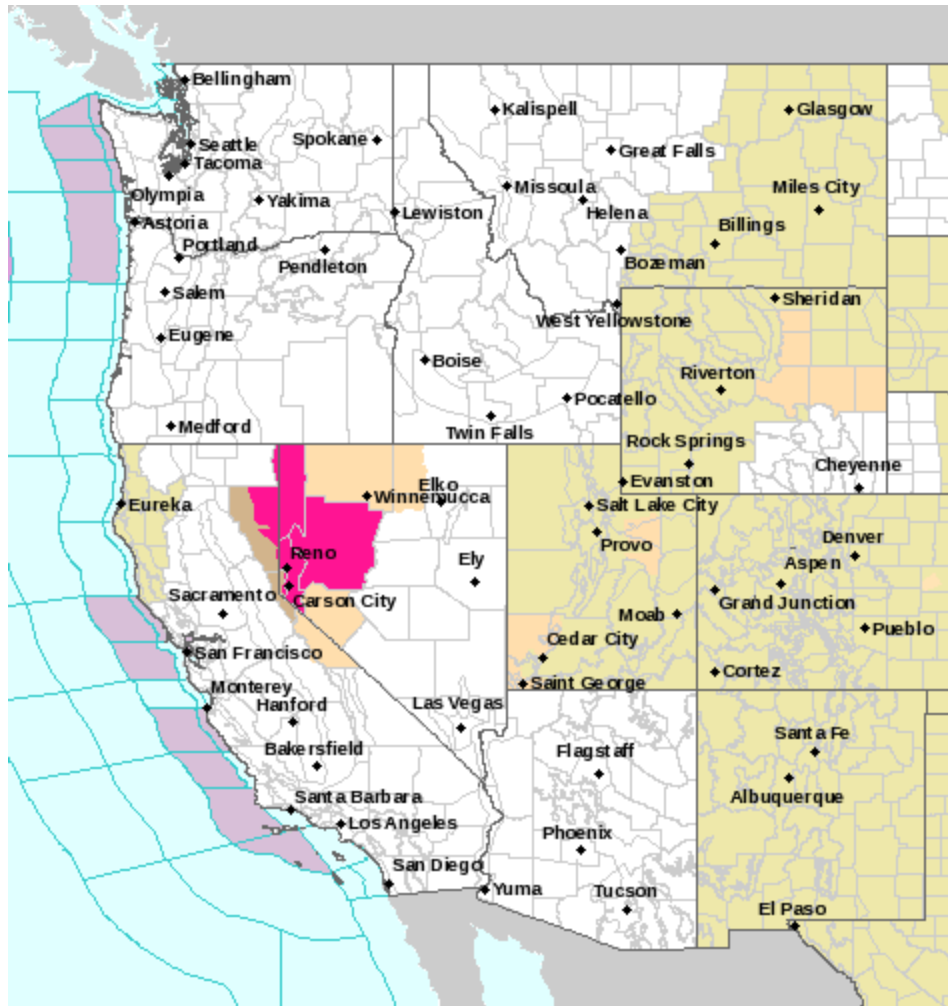 Bellingham
Kalispell
Glasgow
Seattle
Spokane
Great Falls
Tacoma
Missoula
Miles City
Olympia
Yakima
Lewiston
Helena
Astoria
Billings
Portland
Pendleton
Bozeman
Salem
Sheridan
West Yellowstone
Eugene
Boise
Riverton
Pocatello
Medford
Twin Falls
Rock Springs
Cheyenne
Elko
Evanston
Winnemucca
Eureka
Salt Lake City
Denver
Provo
Reno
Ely
Aspen
Sacramento
Carson City
Grand Junction
Moab
Pueblo
Cedar City
San Francisco
Cortez
Saint George
Monterey
Hanford
Las Vegas
Santa Fe
Bakersfield
Flagstaff
Albuquerque
Santa Barbara
Los Angeles
Phoenix
San Diego
Yuma
Tucson
El Paso